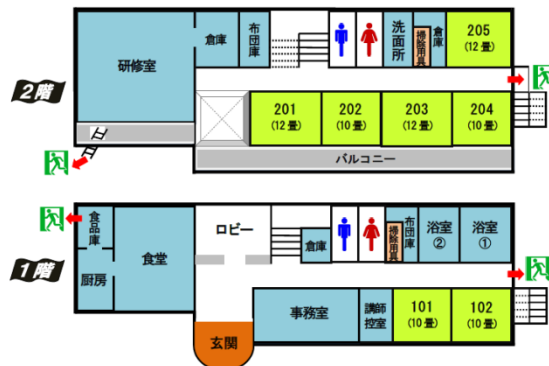 2階
研修室
倉庫
布団庫
洗面所
掃除用具
倉庫
205
(12畳)
201
(12畳)
202
(10畳)
203
(12畳)
204
(10畳)
バルコニー
1階
食品庫
厨房
食堂
ロビー
倉庫
掃除用具
布団庫
浴室
②
浴室
①
玄関
事務室
講師
控室
101
(10畳)
102
(10畳)